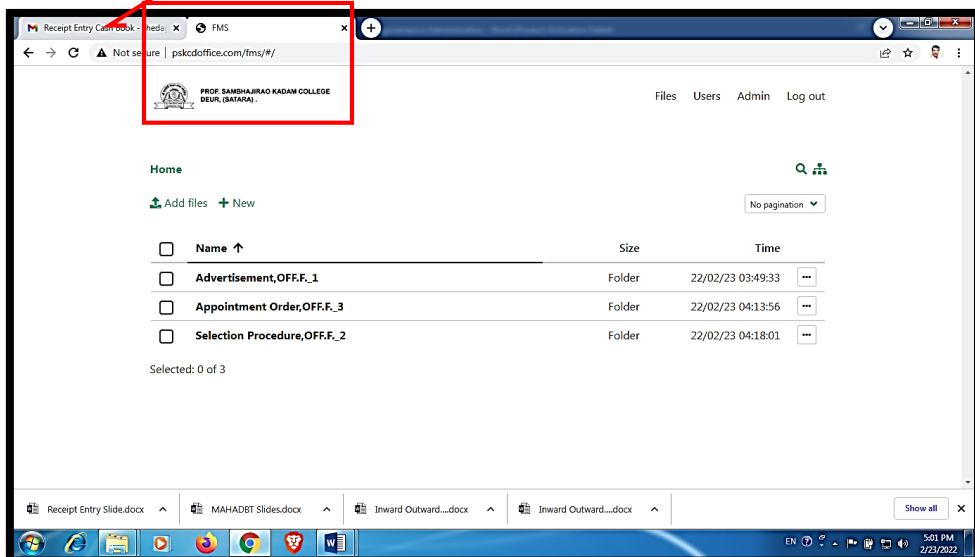 Receipt Entry Cash Book - sheda
FMS
Not secure | pskcdoffice.com/fms/#/
PROF. SAMBHAJIRAO KADAM COLLEGE
DEUR, (SATARA) .
Files Users Admin Log out
Home
Add files + New
No pagination
Name ↑ Size Time
Advertisement,OFF.F._1 Folder 22/02/23 03:49:33
Appointment Order,OFF.F._3 Folder 22/02/23 04:13:56
Selection Procedure,OFF.F._2 Folder 22/02/23 04:18:01
Selected: 0 of 3
Receipt Entry Slide.docx
MAHADBT Slides.docx
Inward Outward....docx
Inward Outward....docx
Show all
EN
5:01 PM
2/23/2022